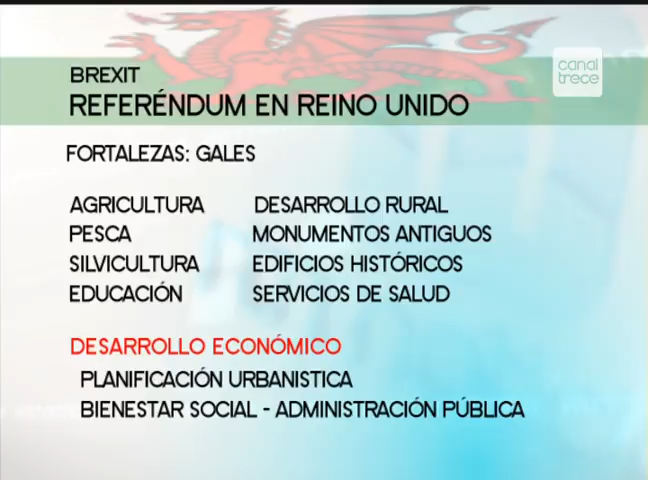 canal
trece
BREXIT
REFERÉNDUM EN REINO UNIDO
FORTALEZAS: GALES
AGRICULTURA DESARROLLO RURAL
PESCA MONUMENTOS ANTIGUOS
SILVICULTURA EDIFICIOS HISTÓRICOS
EDUCACIÓN SERVICIOS DE SALUD
DESARROLLO ECONÓMICO
PLANIFICACIÓN URBANISTICA
BIENESTAR SOCIAL - ADMINISTRACIÓN PÚBLICA